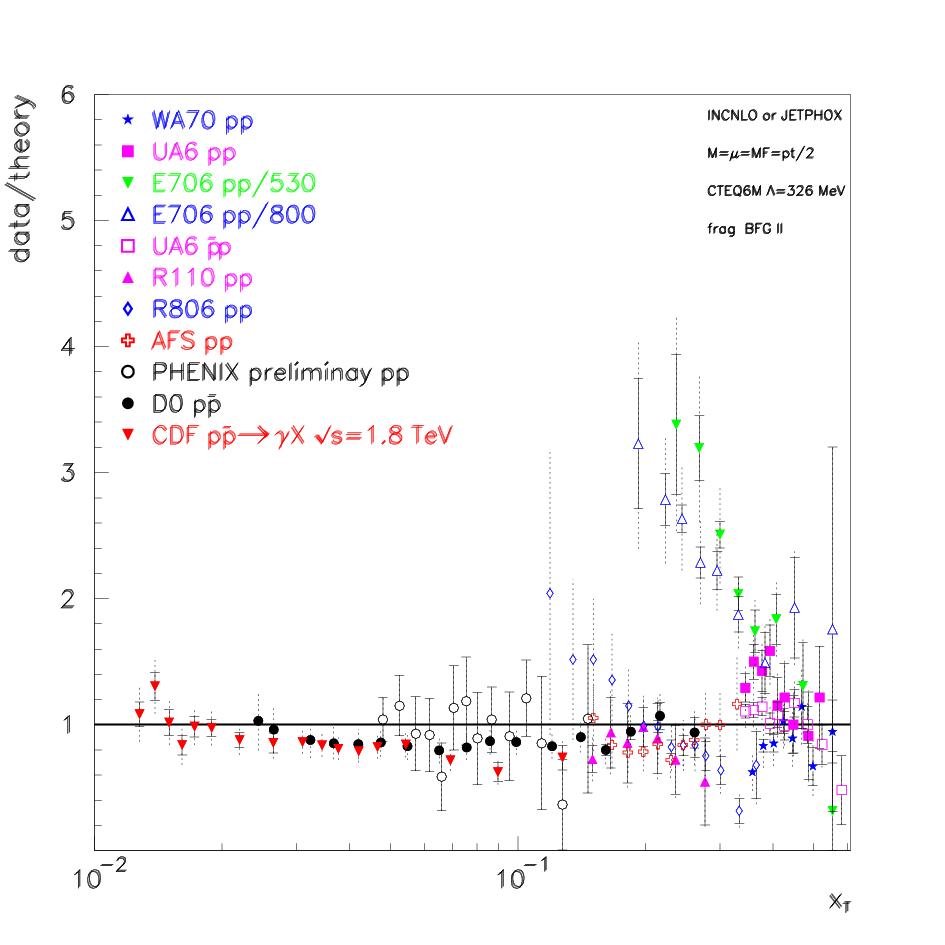 data/theory
6
5
4
3
2
1
WA70 pp
UA6 pp
E706 pp/530
E706 pp/800
UA6 p̄p
R110 pp
R806 pp
AFS pp
PHENIX preliminay pp
D0 pp̄
CDF pp̄→γX √s=1.8 TeV
INCNLO or JETPHOX
M=μ=MF=pt/2
CTEQ6M Λ=326 MeV
frag BFG II
10⁻²
10⁻¹
x_T